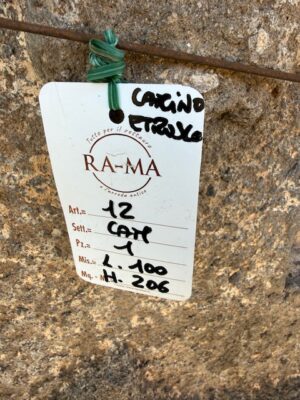 CAMINO
ETRUSCO
Tutto per il restauro
RA-MA
e l'arredo antico
Art.= 12
Sett.= CAM
Pz.= 1
Mis.= L. 100
Mq. - H. 206